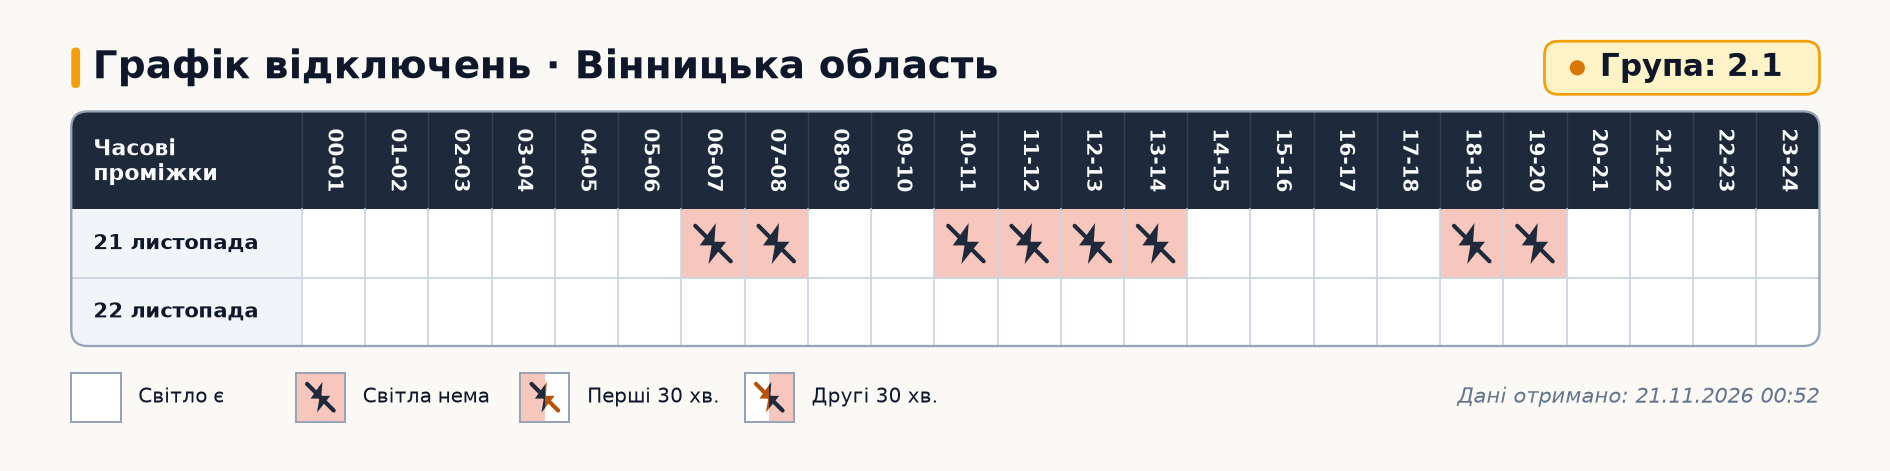 Графік відключень · Вінницька область
Група: 2.1
Часові
проміжки
00-01
01-02
02-03
03-04
04-05
05-06
06-07
07-08
08-09
09-10
10-11
11-12
12-13
13-14
14-15
15-16
16-17
17-18
18-19
19-20
20-21
21-22
22-23
23-24
21 листопада
22 листопада
Світло є
Світла нема
Перші 30 хв.
Другі 30 хв.
Дані отримано: 21.11.2026 00:52